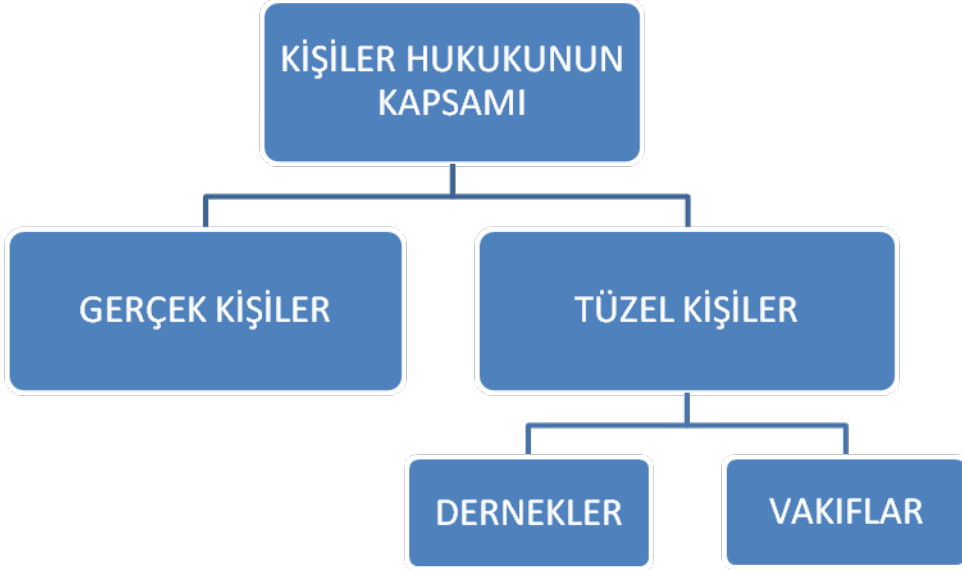 KİŞİLER HUKUKUNUN
KAPSAMI
GERÇEK KİŞİLER
TÜZEL KİŞİLER
DERNEKLER
VAKIFLAR